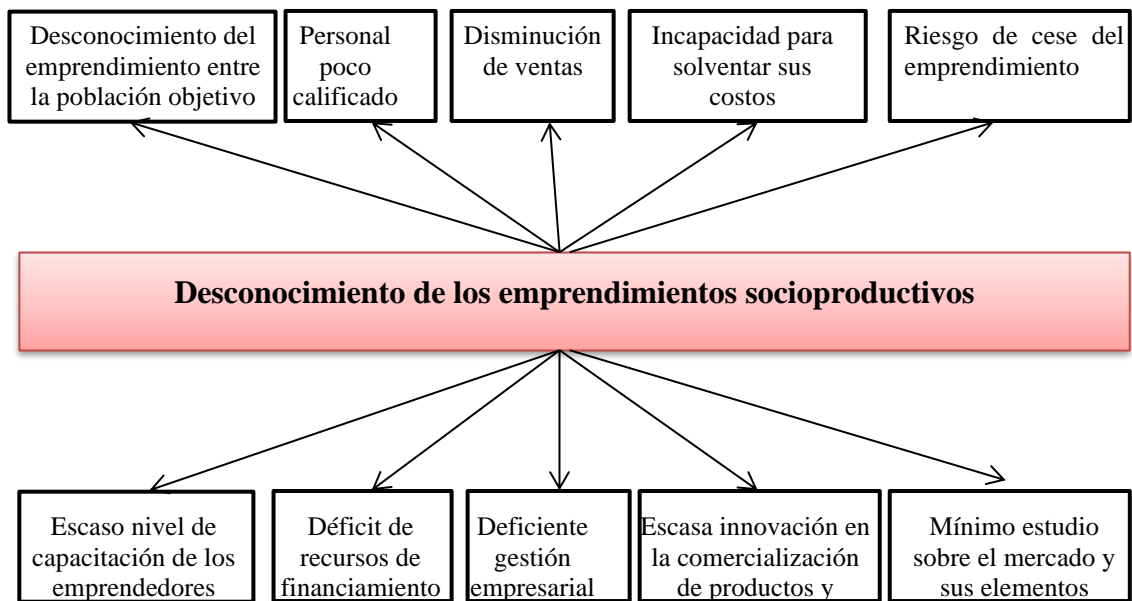 Desconocimiento del
emprendimiento entre
la población objetivo
Personal
poco
calificado
Disminución
de ventas
Incapacidad para
solventar sus
costos
Riesgo de cese del
emprendimiento
Desconocimiento de los emprendimientos socioproductivos
Escaso nivel de
capacitación de los
emprendedores
Déficit de
recursos de
financiamiento
Deficiente
gestión
empresarial
Escasa innovación en
la comercialización
de productos y
Mínimo estudio
sobre el mercado y
sus elementos